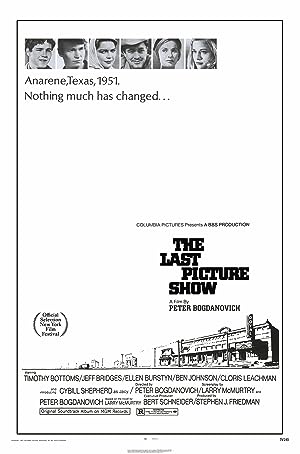 Anarene, Texas, 1951.
Nothing much has changed...
COLUMBIA PICTURES Presents A BBS PRODUCTION
THE
LAST
PICTURE
SHOW
A Film By
PETER BOGDANOVICH
Official
Selection
New York
Film
Festival
starring
TIMOTHY BOTTOMS/JEFF BRIDGES/ELLEN BURSTYN/BEN JOHNSON/CLORIS LEACHMAN
CYBILL SHEPHERD as Jacy / PETER BOGDANOVICH/LARRY McMURTRY and
PETER BOGDANOVICH LARRY McMURTRY BERT SCHNEIDER/STEPHEN J. FRIEDMAN
Original Soundtrack Album on MGM Records R